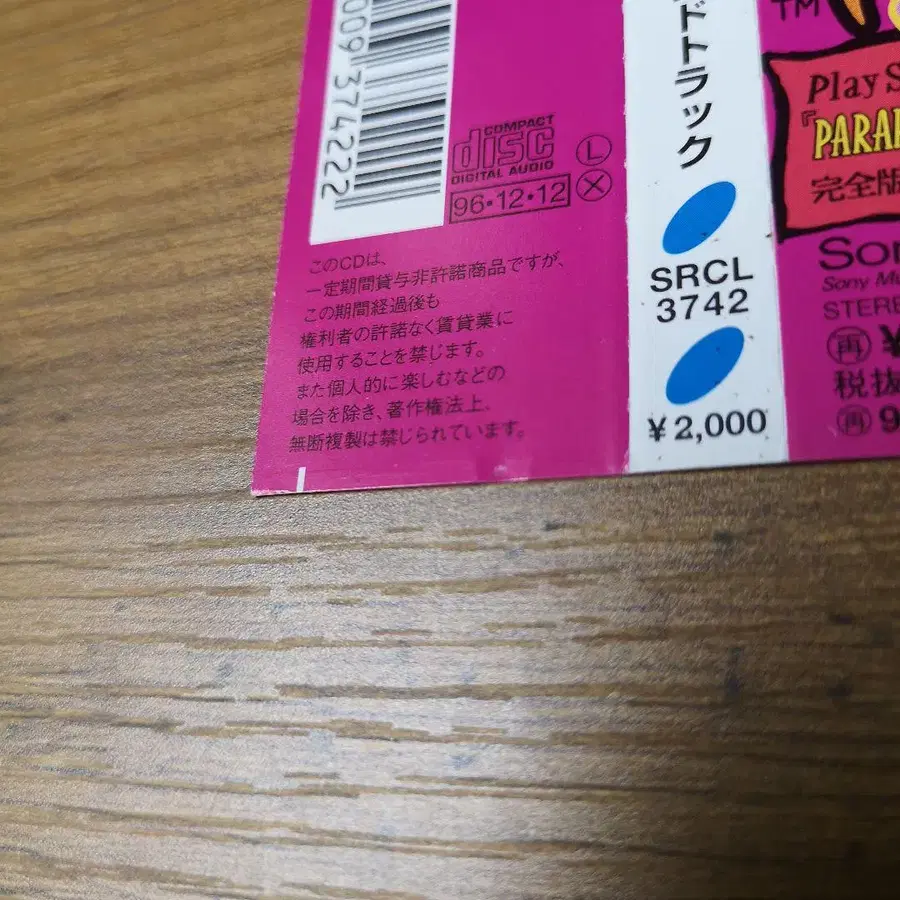 009 374222
COMPACT
disc
DIGITAL AUDIO
96・12・12
L
X
このCDは、
一定期間貸与非許諾商品ですが、
この期間経過後も
権利者の許諾なく賃貸業に
使用することを禁じます。
また個人的に楽しむなどの
場合を除き、著作権法上、
無断複製は禁じられています。
ドトラック
SRCL
3742
¥2,000
TM
Play S
『PARAP
完全版
Son
Sony Mu
STERE
再 ¥
税抜
再 9